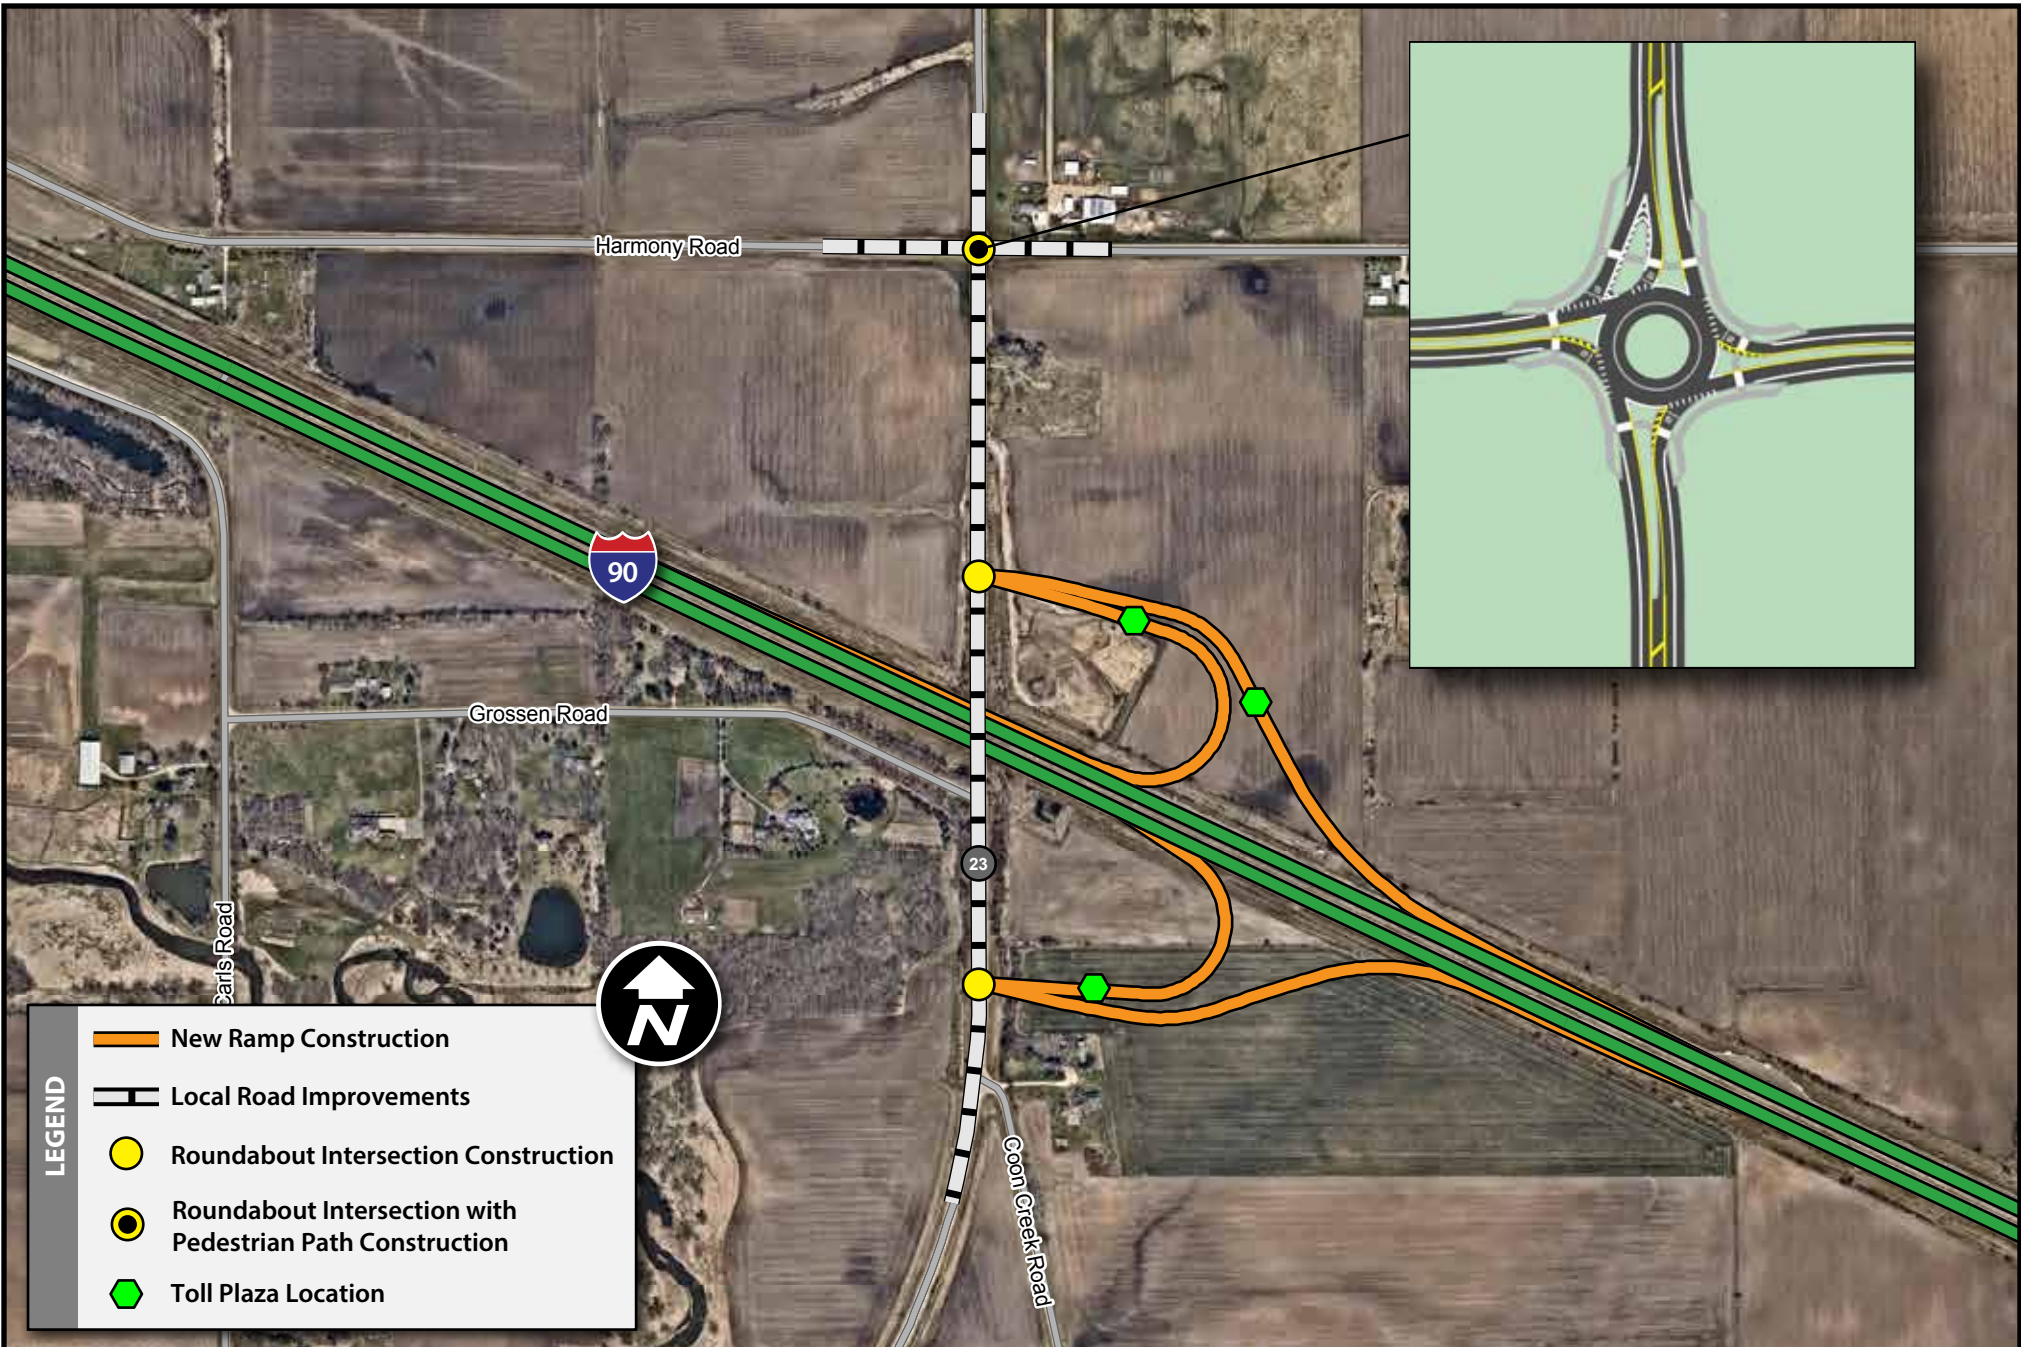 Harmony Road
90
Grossen Road
23
Carls Road
N
Coon Creek Road
LEGEND
New Ramp Construction
Local Road Improvements
Roundabout Intersection Construction
Roundabout Intersection with
Pedestrian Path Construction
Toll Plaza Location